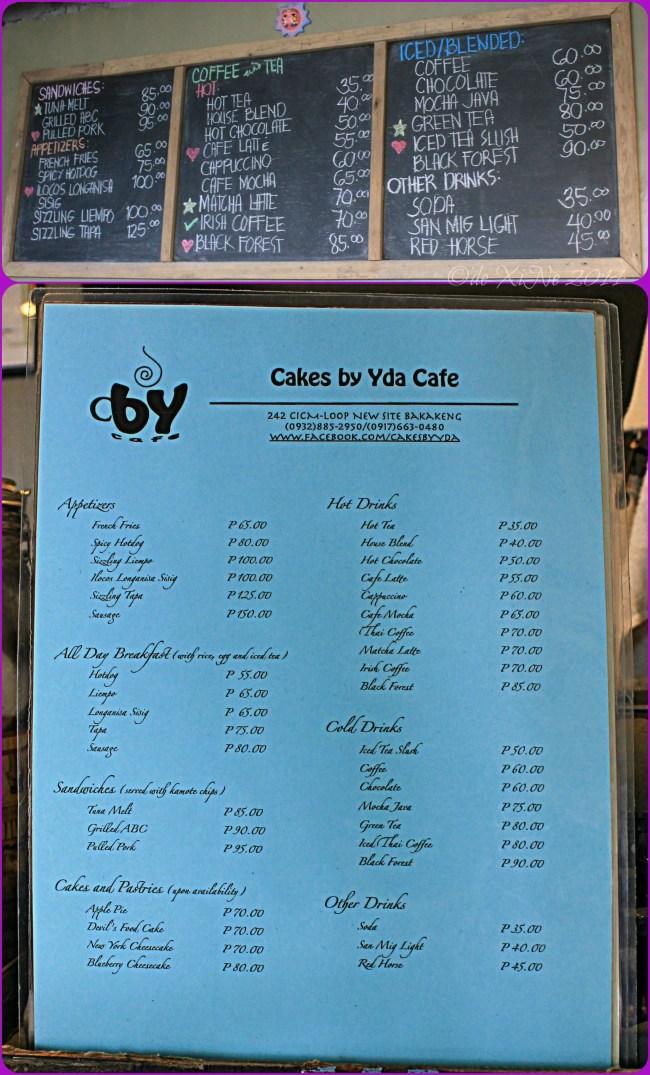 SANDWICHES:
TUNA MELT 85.00
GRILLED ABC 90.00
PULLED PORK 95.00
APPETIZERS:
FRENCH FRIES 65.00
SPICY HOTDOG 75.00
ILOCOS LONGANISA 100.00
SISIG
SIZZLING LIEMPO 100.00
SIZZLING TAPA 125.00
COFFEE AND TEA
HOT:
HOT TEA 35.00
HOUSE BLEND 40.00
HOT CHOCOLATE 50.00
CAFE LATTE 55.00
CAPPUCCINO 60.00
CAFE MOCHA 65.00
MATCHA LATTE 70.00
IRISH COFFEE 70.00
BLACK FOREST 85.00
ICED/BLENDED:
COFFEE 60.00
CHOCOLATE 60.00
MOCHA JAVA 75.00
GREEN TEA 80.00
ICED TEA SLUSH 50.00
BLACK FOREST 90.00
OTHER DRINKS:
SODA 35.00
SAN MIG LIGHT 40.00
RED HORSE 45.00
by
cafe
Cakes by Yda Cafe
242 CICM-LOOP NEW SITE BAKAKENG
(0932)885-2950/(0917)663-0480
WWW.FACEBOOK.COM/CAKESBYYDA
Appetizers
French Fries P 65.00
Spicy Hotdog P 80.00
Sizzling Liempo P 100.00
Ilocos Longanisa Sisig P 100.00
Sizzling Tapa P 125.00
Sausage P 150.00
All Day Breakfast (with rice, egg and iced tea)
Hotdog P 55.00
Liempo P 65.00
Longanisa Sisig P 65.00
Tapa P 75.00
Sausage P 80.00
Sandwiches (served with kamote chips)
Tuna Melt P 85.00
Grilled ABC P 90.00
Pulled Pork P 95.00
Cakes and Pastries (upon availability)
Apple Pie P 70.00
Devil's Food Cake P 70.00
New York Cheesecake P 70.00
Blueberry Cheesecake P 80.00
Hot Drinks
Hot Tea P 35.00
House Blend P 40.00
Hot Chocolate P 50.00
Cafe Latte P 55.00
Cappuccino P 60.00
Cafe Mocha P 65.00
Thai Coffee P 70.00
Matcha Latte P 70.00
Irish Coffee P 70.00
Black Forest P 85.00
Cold Drinks
Iced Tea Slush P 50.00
Coffee P 60.00
Chocolate P 60.00
Mocha Java P 75.00
Green Tea P 80.00
Iced Thai Coffee P 80.00
Black Forest P 90.00
Other Drinks
Soda P 35.00
San Mig Light P 40.00
Red Horse P 45.00